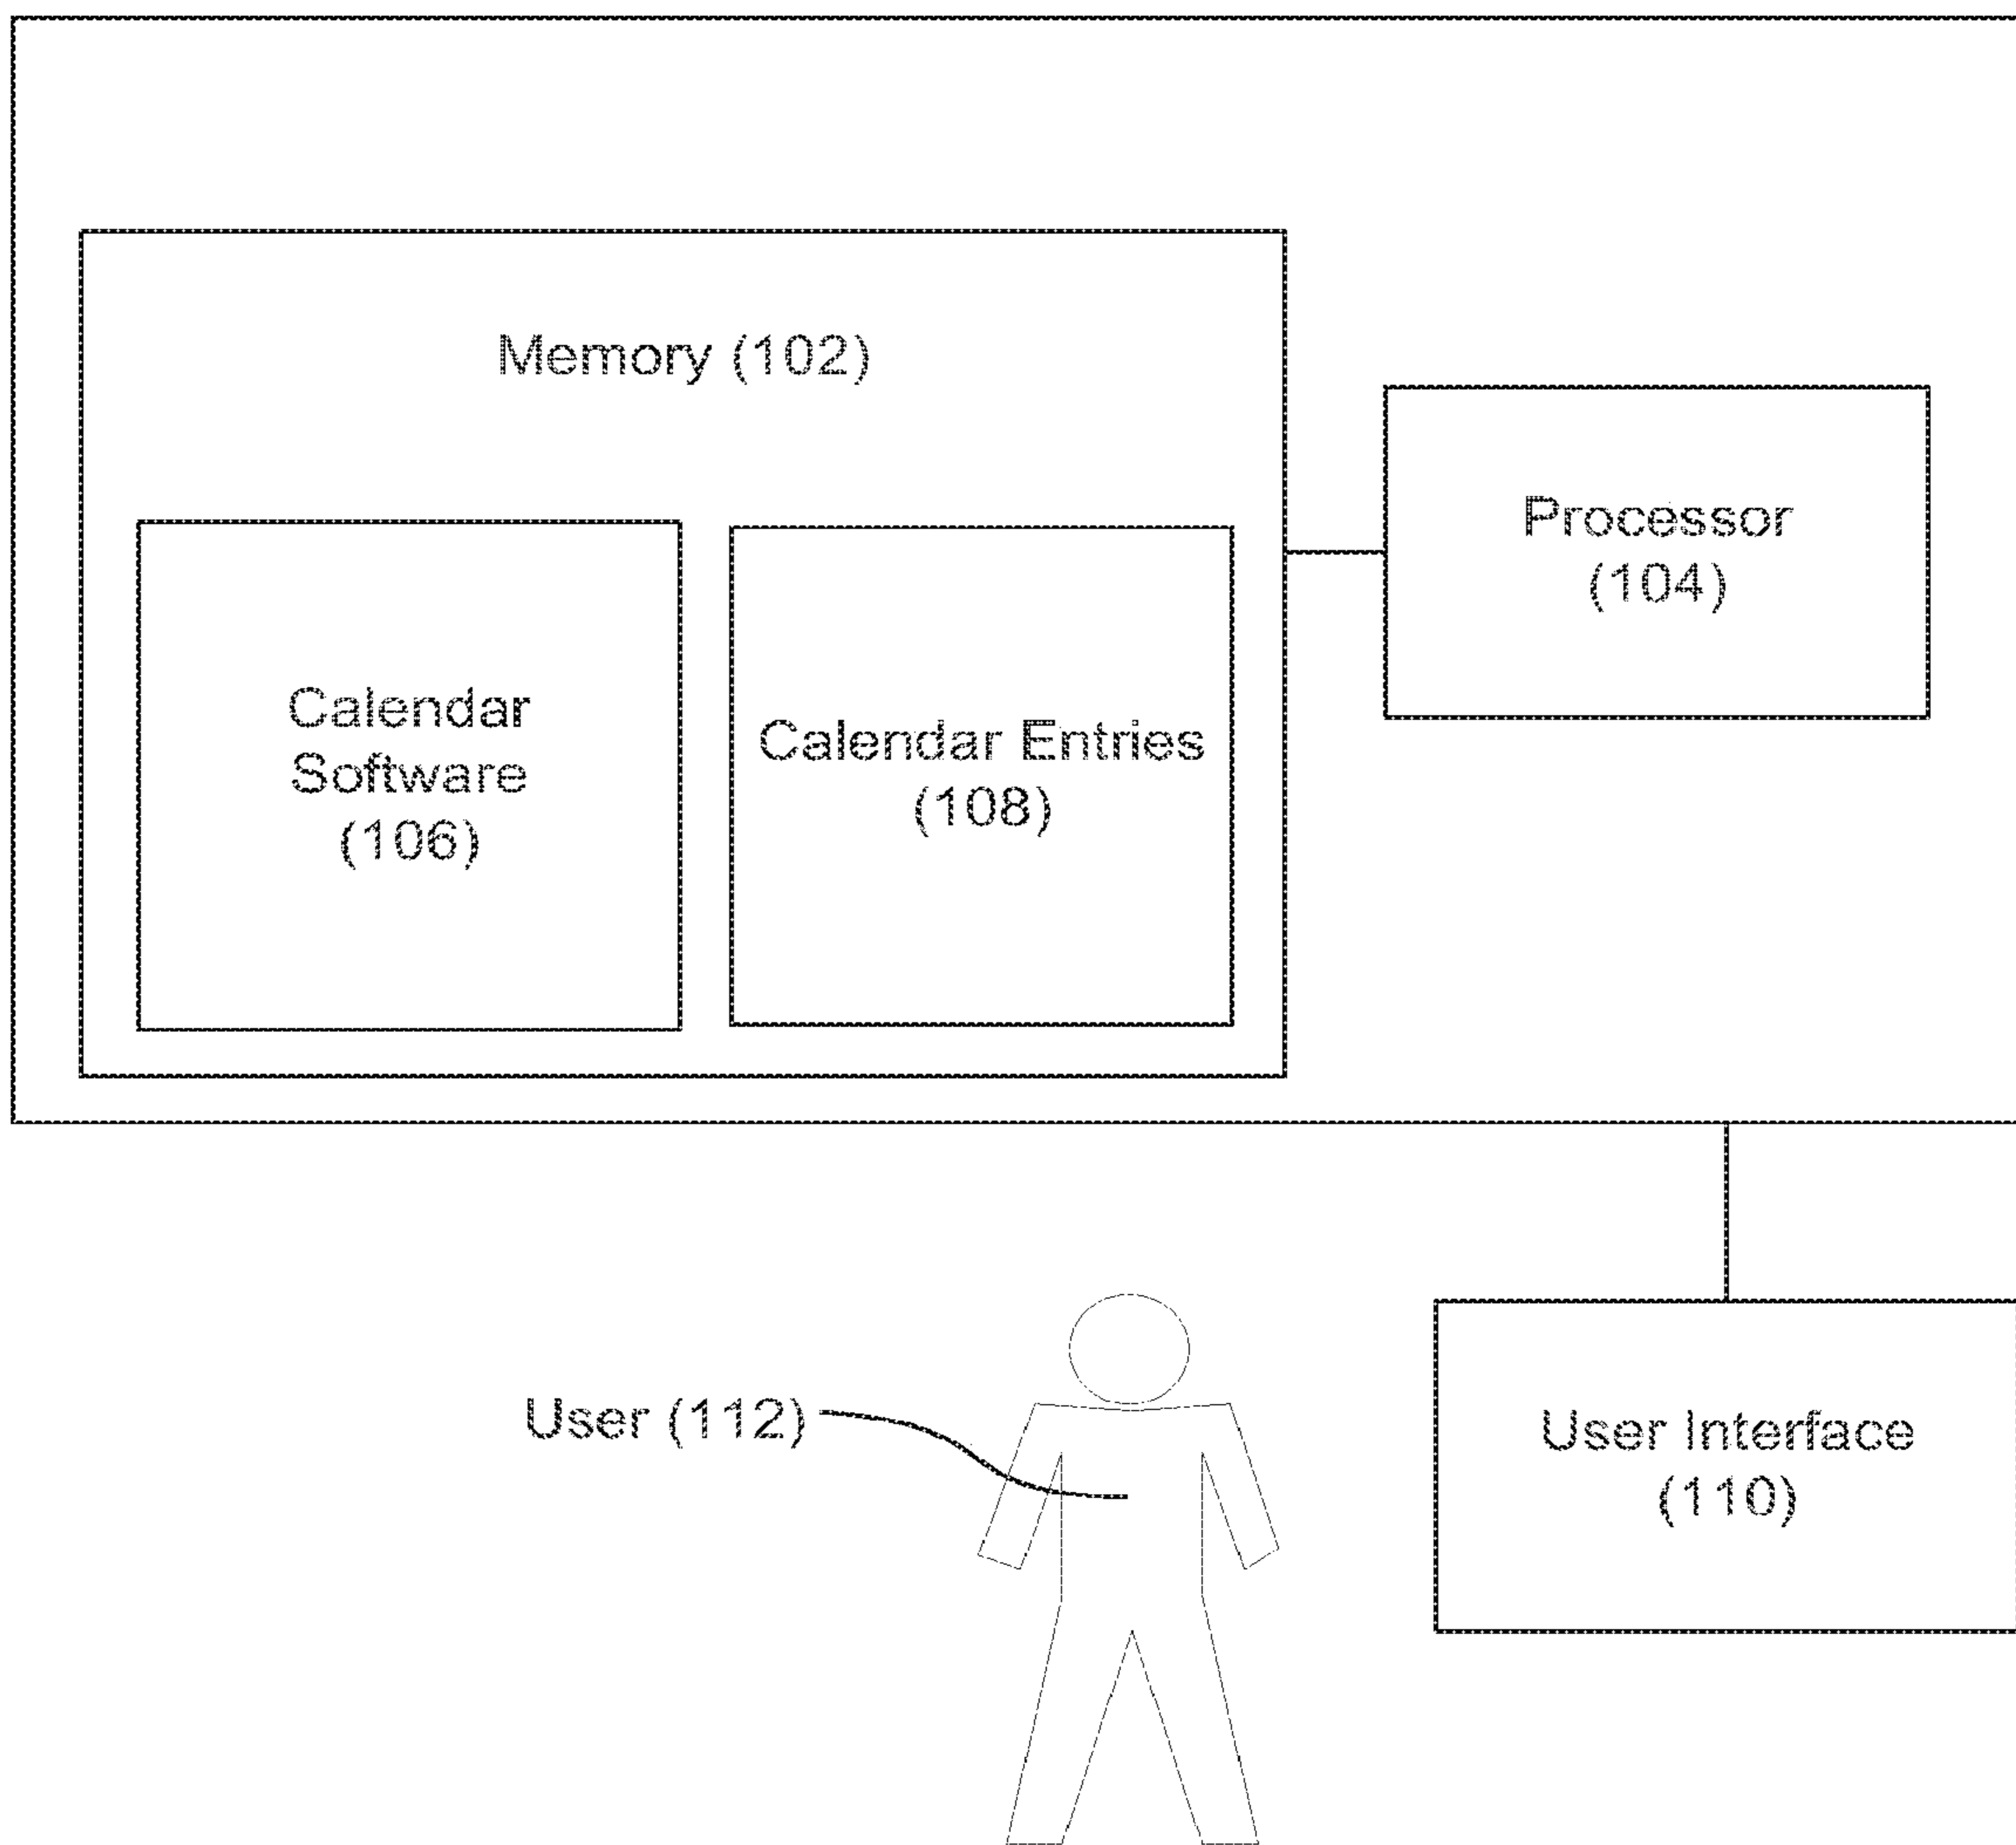 Memory (102)
Processor
(104)
Calendar
Software
(106)
Calendar Entries
(108)
User (112)
User Interface
(110)